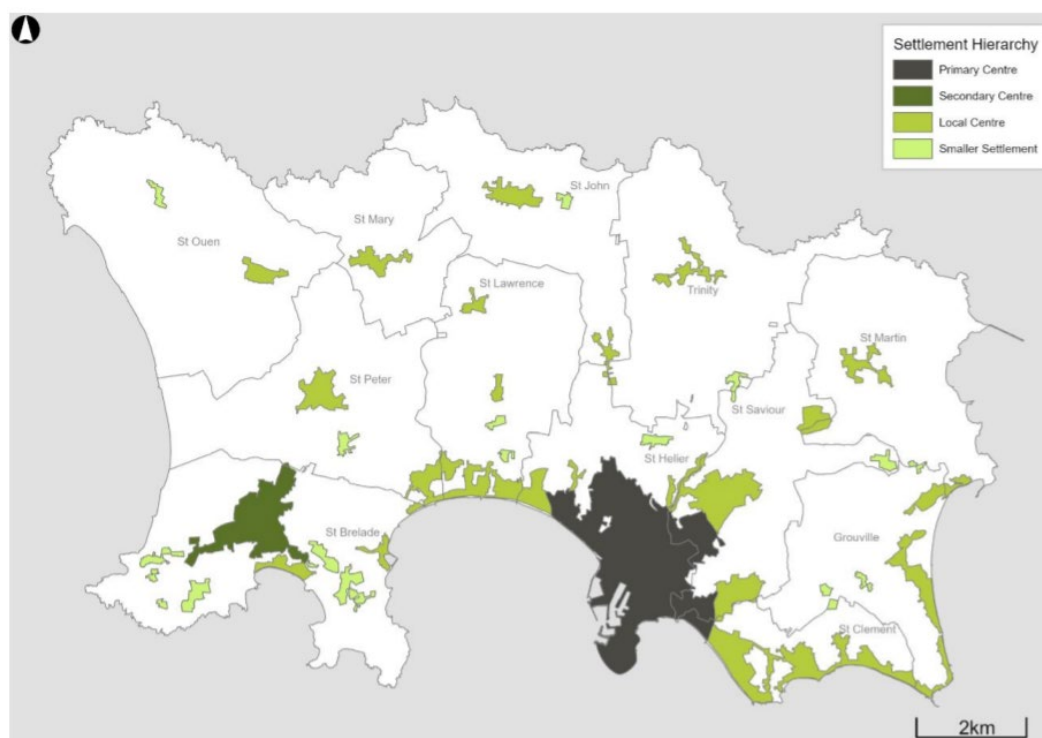 Settlement Hierarchy
Primary Centre
Secondary Centre
Local Centre
Smaller Settlement
St John
St Mary
St Ouen
St Lawrence
Trinity
St Martin
St Peter
St Saviour
St Helier
St Brelade
Grouville
St Clement
2km